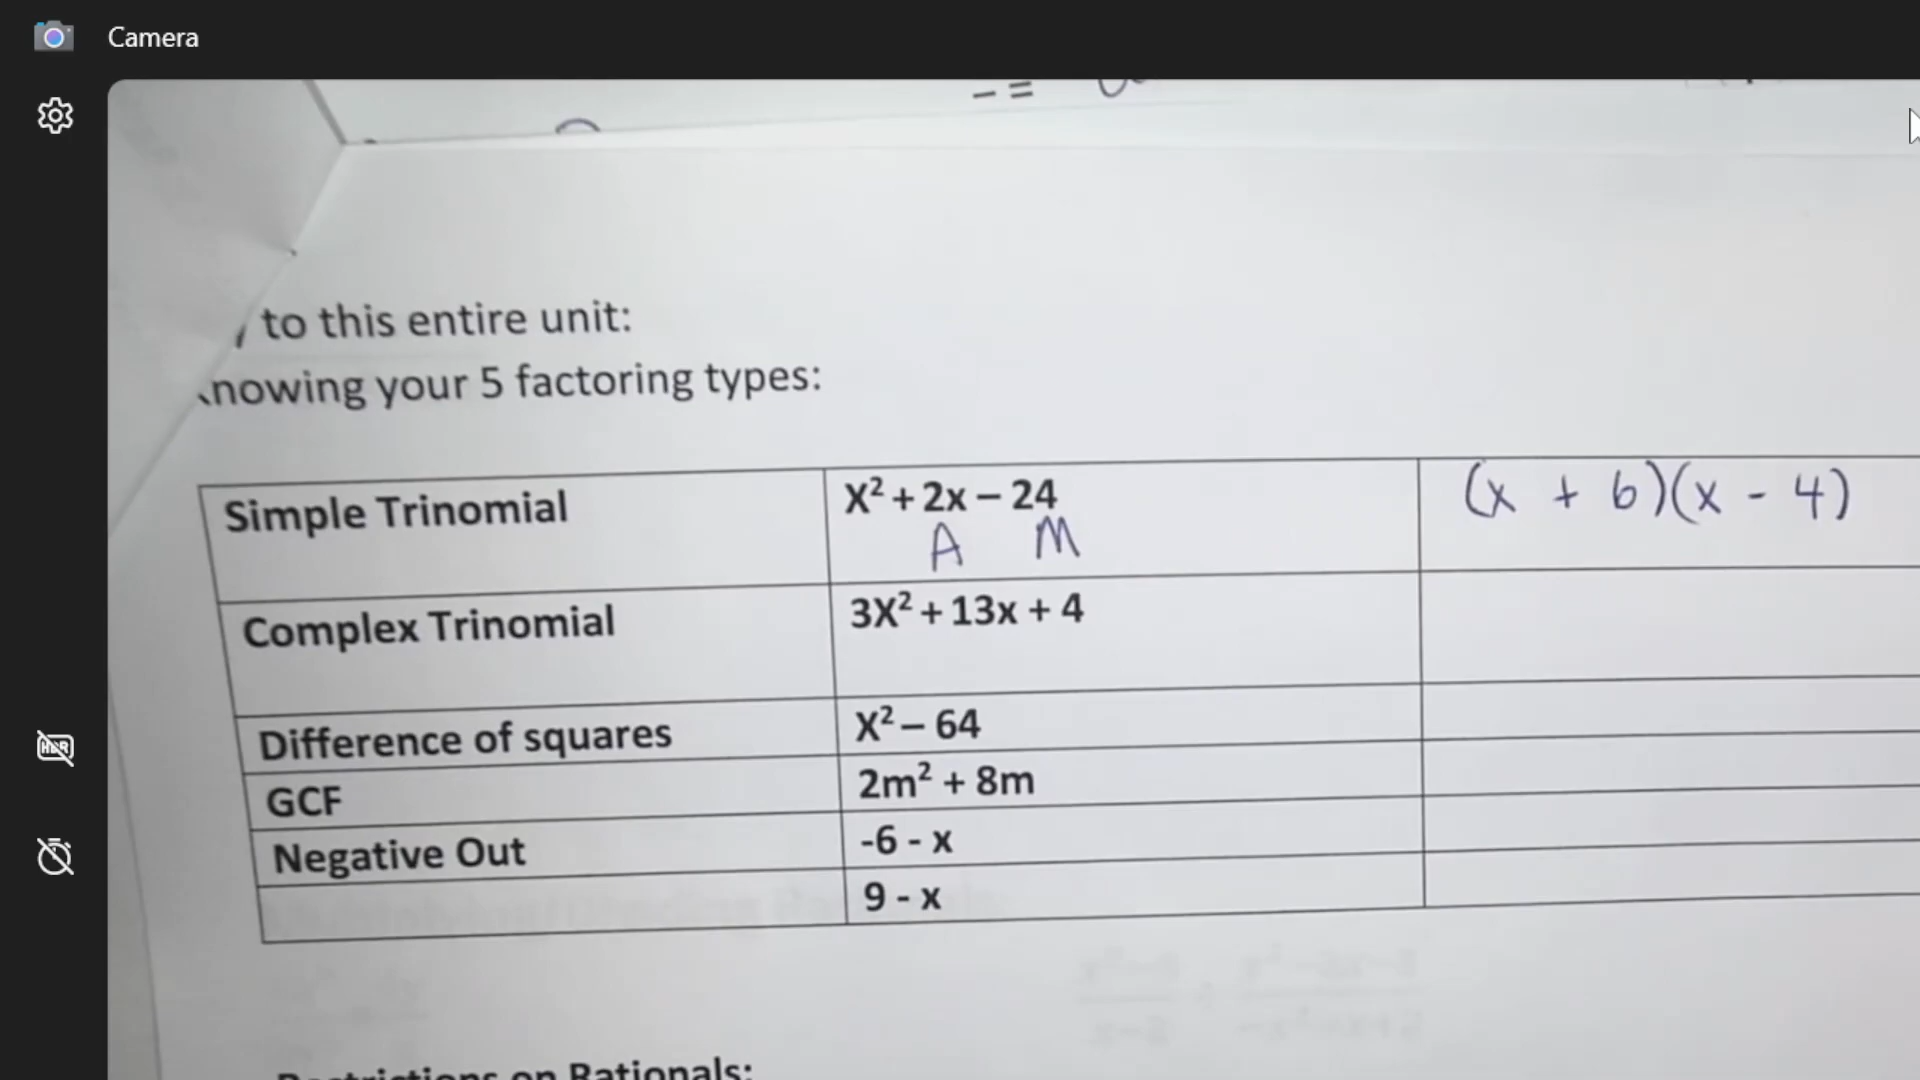 Camera
to this entire unit:
nowing your 5 factoring types:
Simple Trinomial
X² + 2x – 24
(x + 6)(x - 4)
A M
Complex Trinomial
3X² + 13x + 4
Difference of squares
X² – 64
GCF
2m² + 8m
Negative Out
-6 - x
9 - x
Restrictions on Rationals: